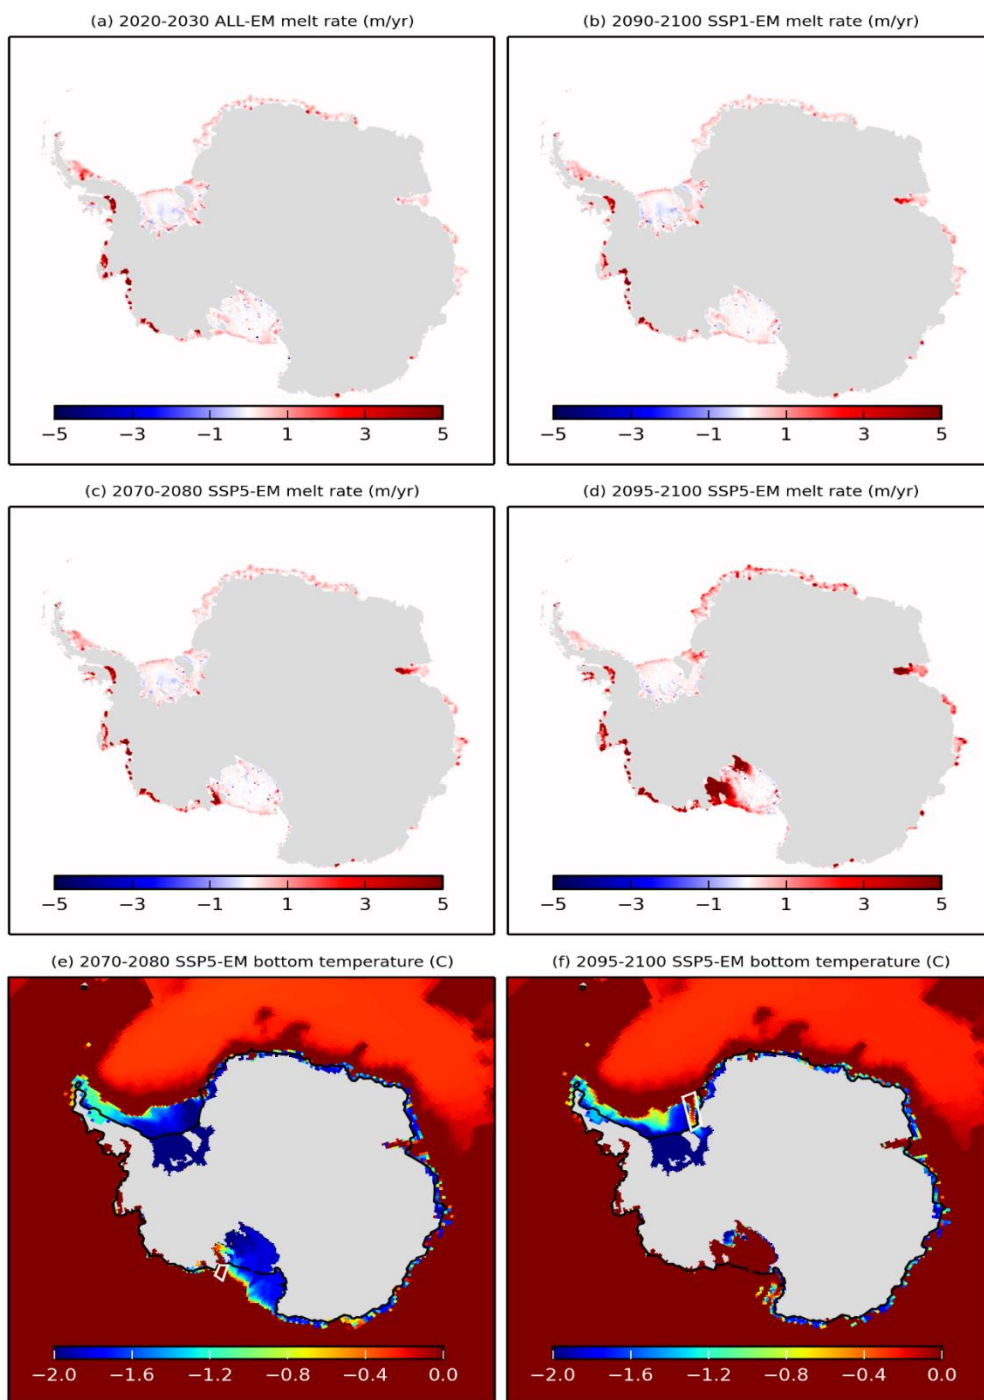 (a) 2020-2030 ALL-EM melt rate (m/yr)
(b) 2090-2100 SSP1-EM melt rate (m/yr)
−5 −3 −1 1 3 5
−5 −3 −1 1 3 5
(c) 2070-2080 SSP5-EM melt rate (m/yr)
(d) 2095-2100 SSP5-EM melt rate (m/yr)
−5 −3 −1 1 3 5
−5 −3 −1 1 3 5
(e) 2070-2080 SSP5-EM bottom temperature (C)
(f) 2095-2100 SSP5-EM bottom temperature (C)
−2.0 −1.6 −1.2 −0.8 −0.4 0.0
−2.0 −1.6 −1.2 −0.8 −0.4 0.0